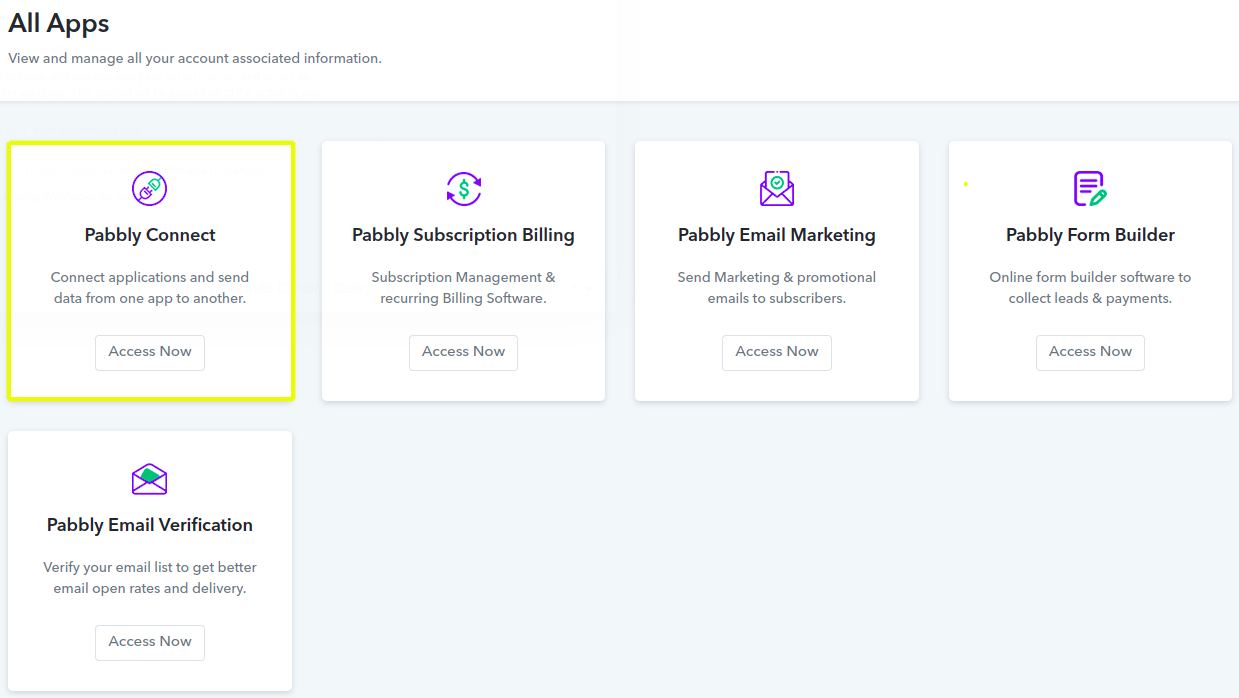 All Apps
View and manage all your account associated information.
Pabbly Connect
Connect applications and send
data from one app to another.
Access Now
Pabbly Subscription Billing
Subscription Management &
recurring Billing Software.
Access Now
Pabbly Email Marketing
Send Marketing & promotional
emails to subscribers.
Access Now
Pabbly Form Builder
Online form builder software to
collect leads & payments.
Access Now
Pabbly Email Verification
Verify your email list to get better
email open rates and delivery.
Access Now